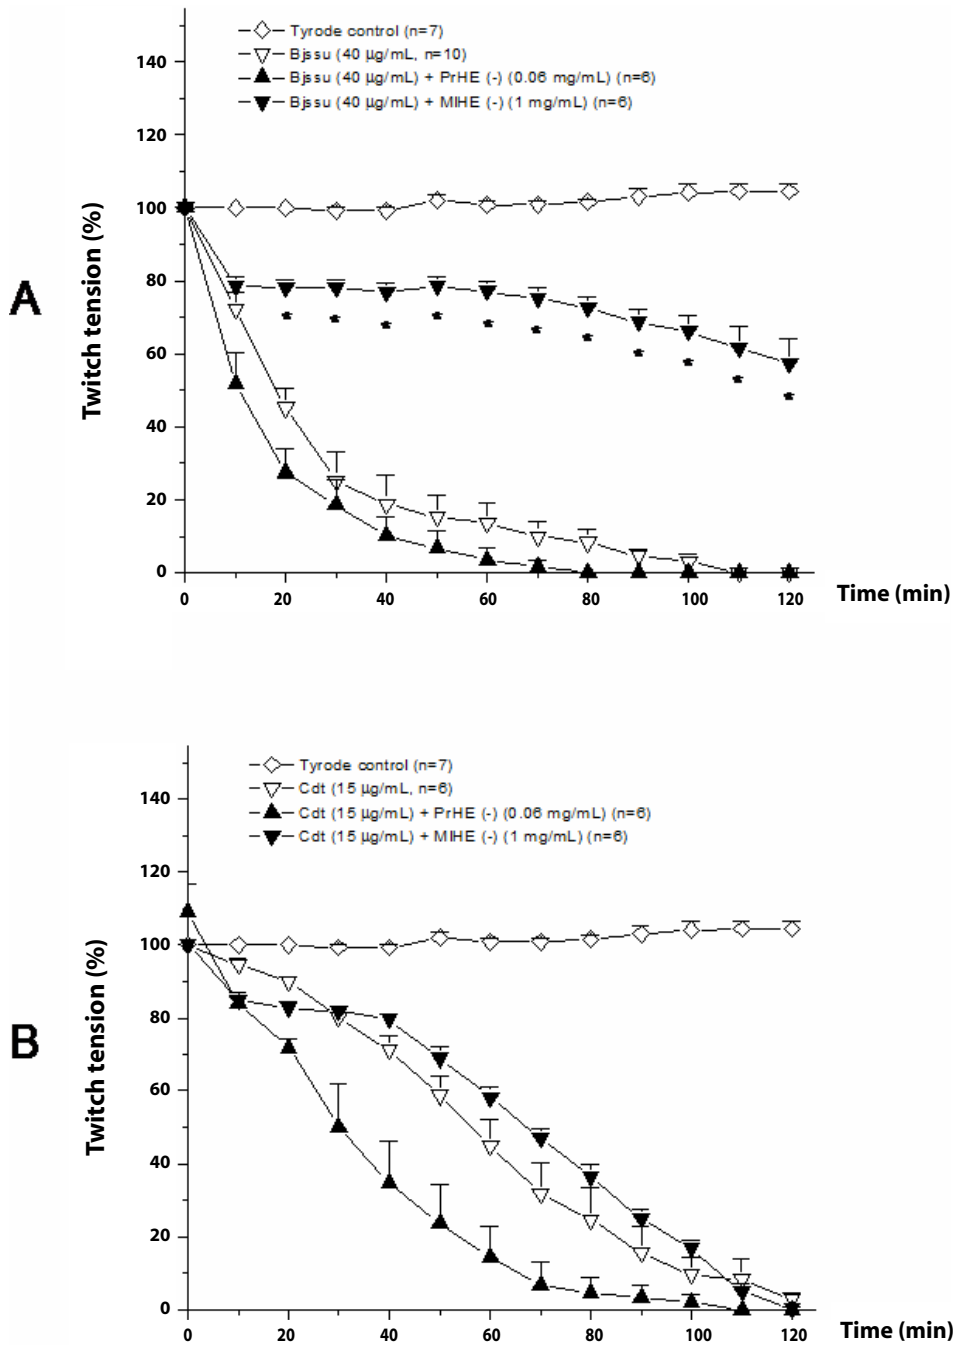 Tyrode control (n=7)
Bjssu (40 µg/mL, n=10)
Bjssu (40 µg/mL) + PrHE (-) (0.06 mg/mL) (n=6)
Bjssu (40 µg/mL) + MlHE (-) (1 mg/mL) (n=6)
140
120
100
80
60
40
20
0
Twitch tension (%)
A
0 20 40 60 80 100 120
Time (min)
Tyrode control (n=7)
Cdt (15 µg/mL, n=6)
Cdt (15 µg/mL) + PrHE (-) (0.06 mg/mL) (n=6)
Cdt (15 µg/mL) + MlHE (-) (1 mg/mL) (n=6)
140
120
100
80
60
40
20
0
Twitch tension (%)
B
0 20 40 60 80 100 120
Time (min)